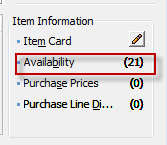 Item Information
Item Card
Availability (21)
Purchase Prices (0)
Purchase Line Di... (0)